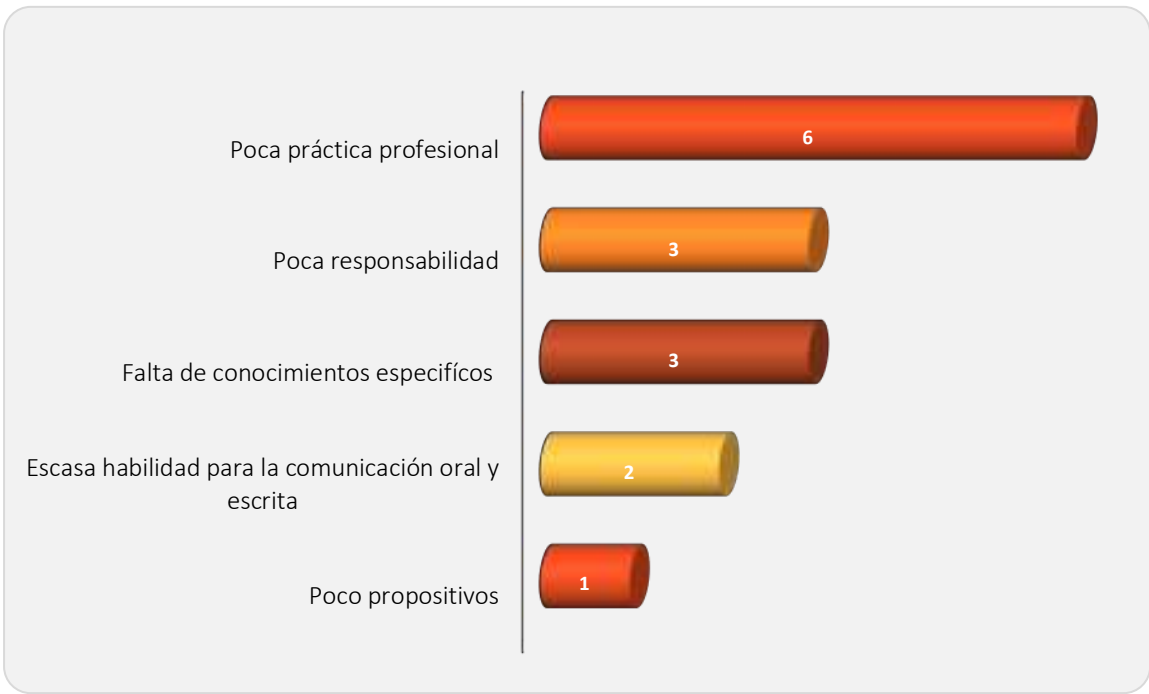 Poca práctica profesional
6
Poca responsabilidad
3
Falta de conocimientos especifícos
3
Escasa habilidad para la comunicación oral y
escrita
2
Poco propositivos
1